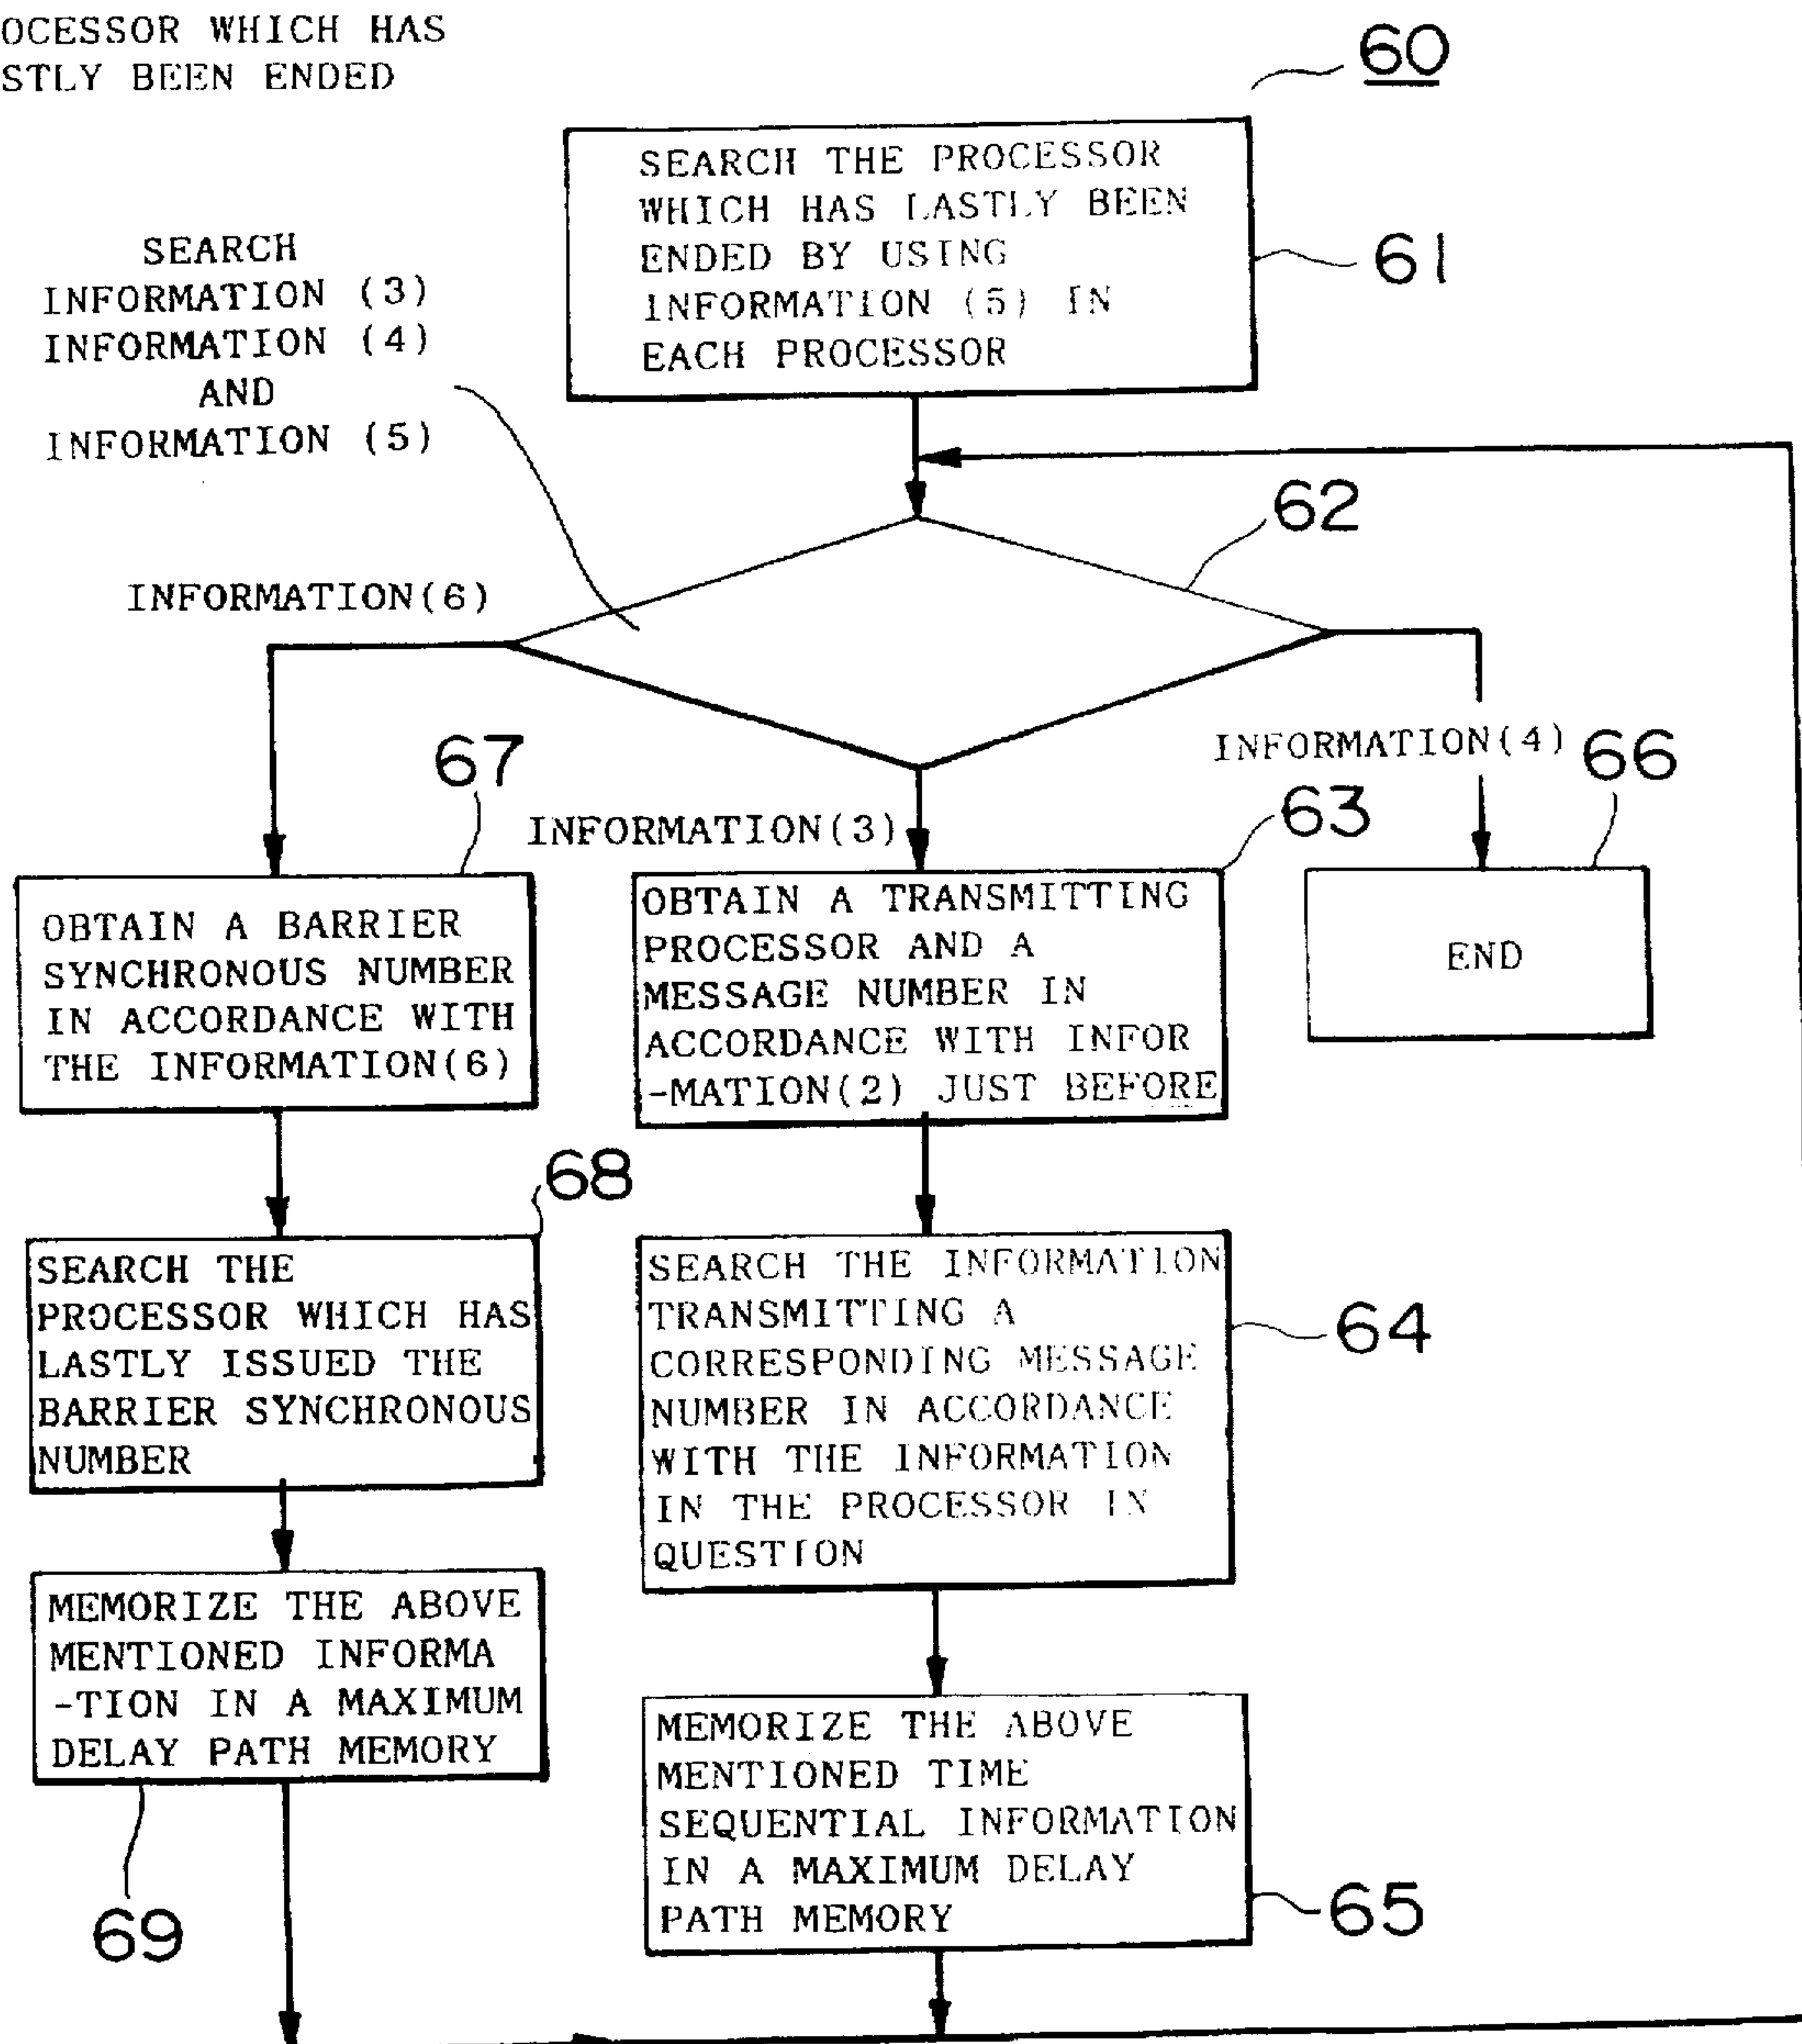 OCESSOR WHICH HAS
STLY BEEN ENDED
60
SEARCH THE PROCESSOR
WHICH HAS LASTLY BEEN
ENDED BY USING
INFORMATION (5) IN
EACH PROCESSOR
61
SEARCH
INFORMATION (3)
INFORMATION (4)
AND
INFORMATION (5)
62
INFORMATION(6)
INFORMATION(4)
66
67
INFORMATION(3)
63
OBTAIN A BARRIER
SYNCHRONOUS NUMBER
IN ACCORDANCE WITH
THE INFORMATION(6)
OBTAIN A TRANSMITTING
PROCESSOR AND A
MESSAGE NUMBER IN
ACCORDANCE WITH INFOR
-MATION(2) JUST BEFORE
END
68
SEARCH THE
PROCESSOR WHICH HAS
LASTLY ISSUED THE
BARRIER SYNCHRONOUS
NUMBER
SEARCH THE INFORMATION
TRANSMITTING A
CORRESPONDING MESSAGE
NUMBER IN ACCORDANCE
WITH THE INFORMATION
IN THE PROCESSOR IN
QUESTION
64
MEMORIZE THE ABOVE
MENTIONED INFORMA
-TION IN A MAXIMUM
DELAY PATH MEMORY
69
MEMORIZE THE ABOVE
MENTIONED TIME
SEQUENTIAL INFORMATION
IN A MAXIMUM DELAY
PATH MEMORY
65